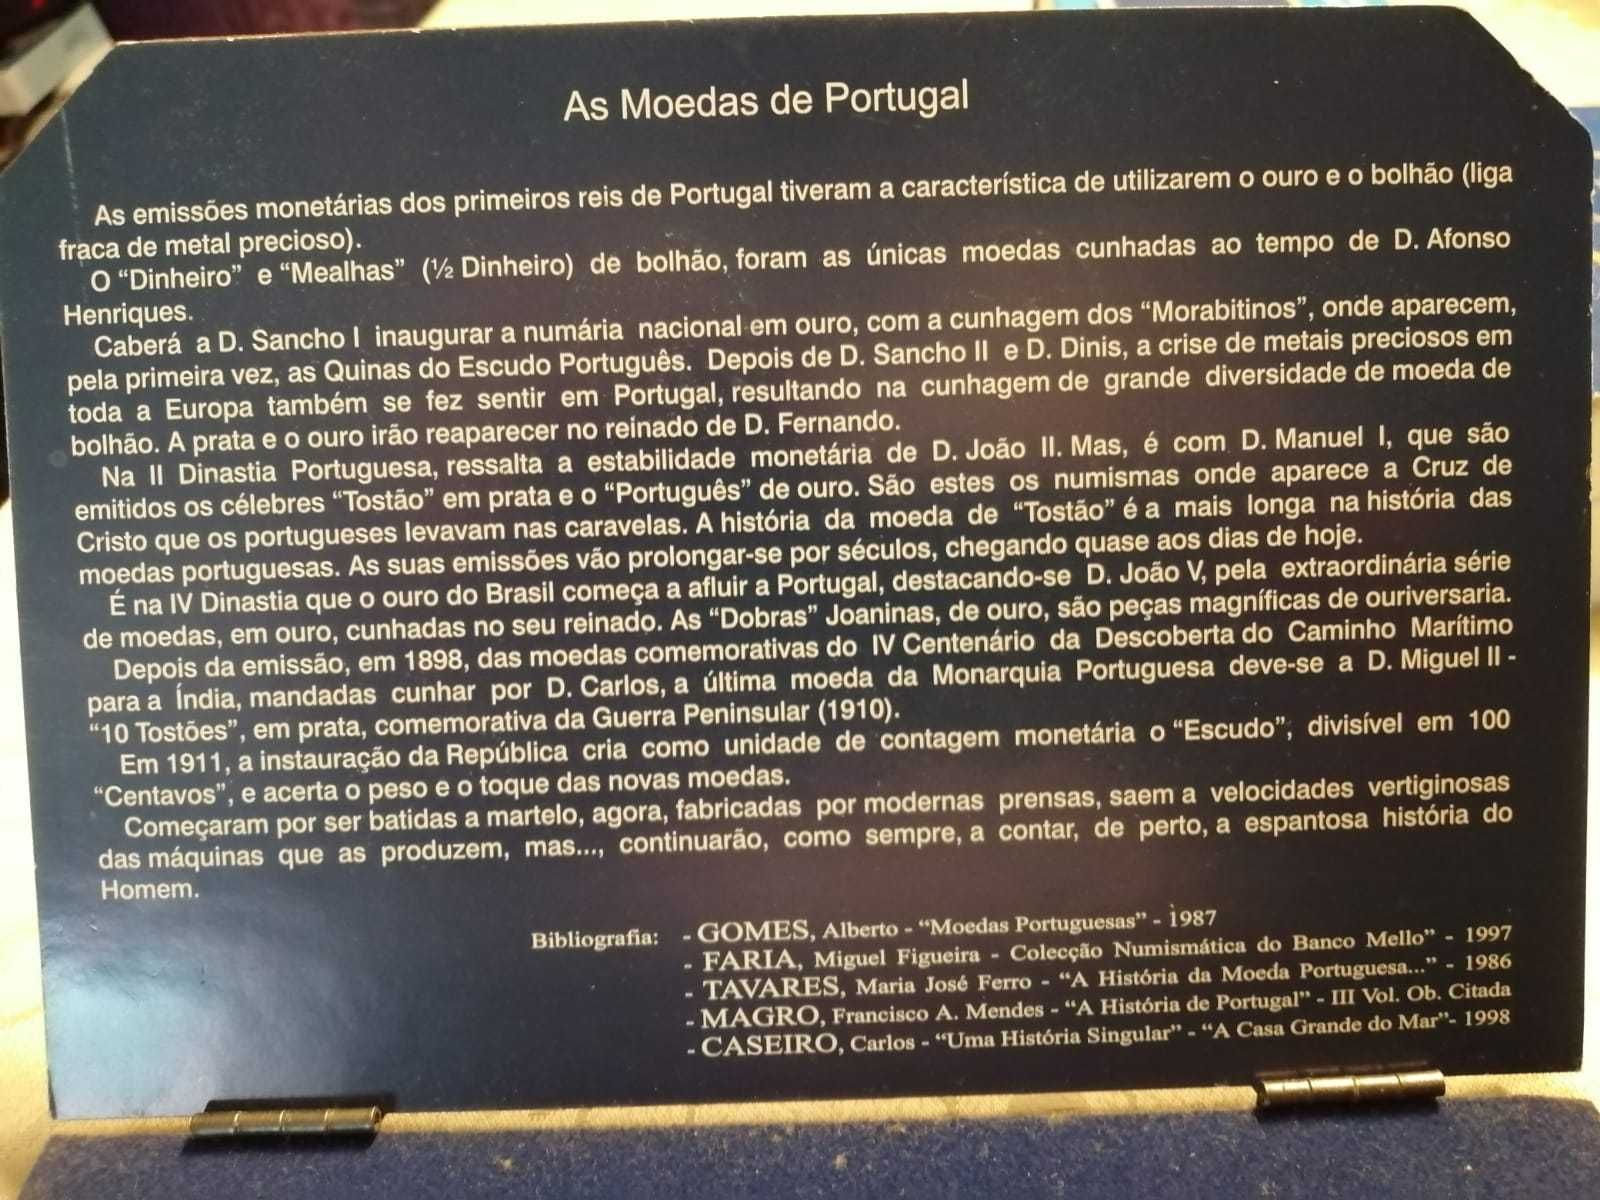 As Moedas de Portugal
As emissões monetárias dos primeiros reis de Portugal tiveram a característica de utilizarem o ouro e o bolhão (liga
fraca de metal precioso).
O “Dinheiro” e “Mealhas” (½ Dinheiro) de bolhão, foram as únicas moedas cunhadas ao tempo de D. Afonso
Henriques.
Caberá a D. Sancho I inaugurar a numária nacional em ouro, com a cunhagem dos “Morabitinos”, onde aparecem,
pela primeira vez, as Quinas do Escudo Português. Depois de D. Sancho II e D. Dinis, a crise de metais preciosos em
toda a Europa também se fez sentir em Portugal, resultando na cunhagem de grande diversidade de moeda de
bolhão. A prata e o ouro irão reaparecer no reinado de D. Fernando.
Na II Dinastia Portuguesa, ressalta a estabilidade monetária de D. João II. Mas, é com D. Manuel I, que são
emitidos os célebres “Tostão” em prata e o “Português” de ouro. São estes os numismas onde aparece a Cruz de
Cristo que os portugueses levavam nas caravelas. A história da moeda de “Tostão” é a mais longa na história das
moedas portuguesas. As suas emissões vão prolongar-se por séculos, chegando quase aos dias de hoje.
É na IV Dinastia que o ouro do Brasil começa a afluir a Portugal, destacando-se D. João V, pela extraordinária série
de moedas, em ouro, cunhadas no seu reinado. As “Dobras” Joaninas, de ouro, são peças magníficas de ouriversaria.
Depois da emissão, em 1898, das moedas comemorativas do IV Centenário da Descoberta do Caminho Marítimo
para a Índia, mandadas cunhar por D. Carlos, a última moeda da Monarquia Portuguesa deve-se a D. Miguel II -
“10 Tostões”, em prata, comemorativa da Guerra Peninsular (1910).
Em 1911, a instauração da República cria como unidade de contagem monetária o “Escudo”, divisível em 100
“Centavos”, e acerta o peso e o toque das novas moedas.
Começaram por ser batidas a martelo, agora, fabricadas por modernas prensas, saem a velocidades vertiginosas
das máquinas que as produzem, mas..., continuarão, como sempre, a contar, de perto, a espantosa história do
Homem.
Bibliografia: - GOMES, Alberto - “Moedas Portuguesas” - 1987
- FARIA, Miguel Figueira - Colecção Numismática do Banco Mello” - 1997
- TAVARES, Maria José Ferro - “A História da Moeda Portuguesa...” - 1986
- MAGRO, Francisco A. Mendes - “A História de Portugal” - III Vol. Ob. Citada
- CASEIRO, Carlos - “Uma História Singular” - “A Casa Grande do Mar”- 1998